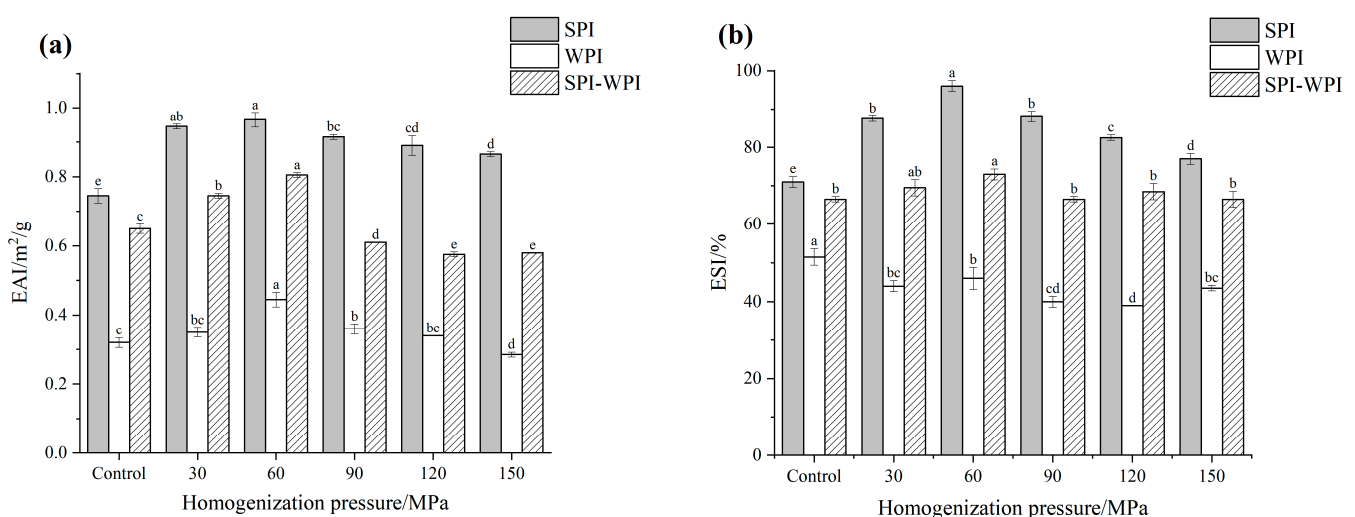 (a)
SPI
WPI
SPI-WPI
EAI/m²/g
1.0
0.8
0.6
0.4
0.2
0.0
e
c
c
ab
bc
b
a
a
a
bc
b
d
cd
bc
e
bc
d
e
Control
30
60
90
120
150
Homogenization pressure/MPa
(b)
SPI
WPI
SPI-WPI
ESI/%
100
80
60
40
20
0
e
a
b
b
bc
ab
a
b
a
b
cd
b
c
d
b
d
bc
b
Control
30
60
90
120
150
Homogenization pressure/MPa